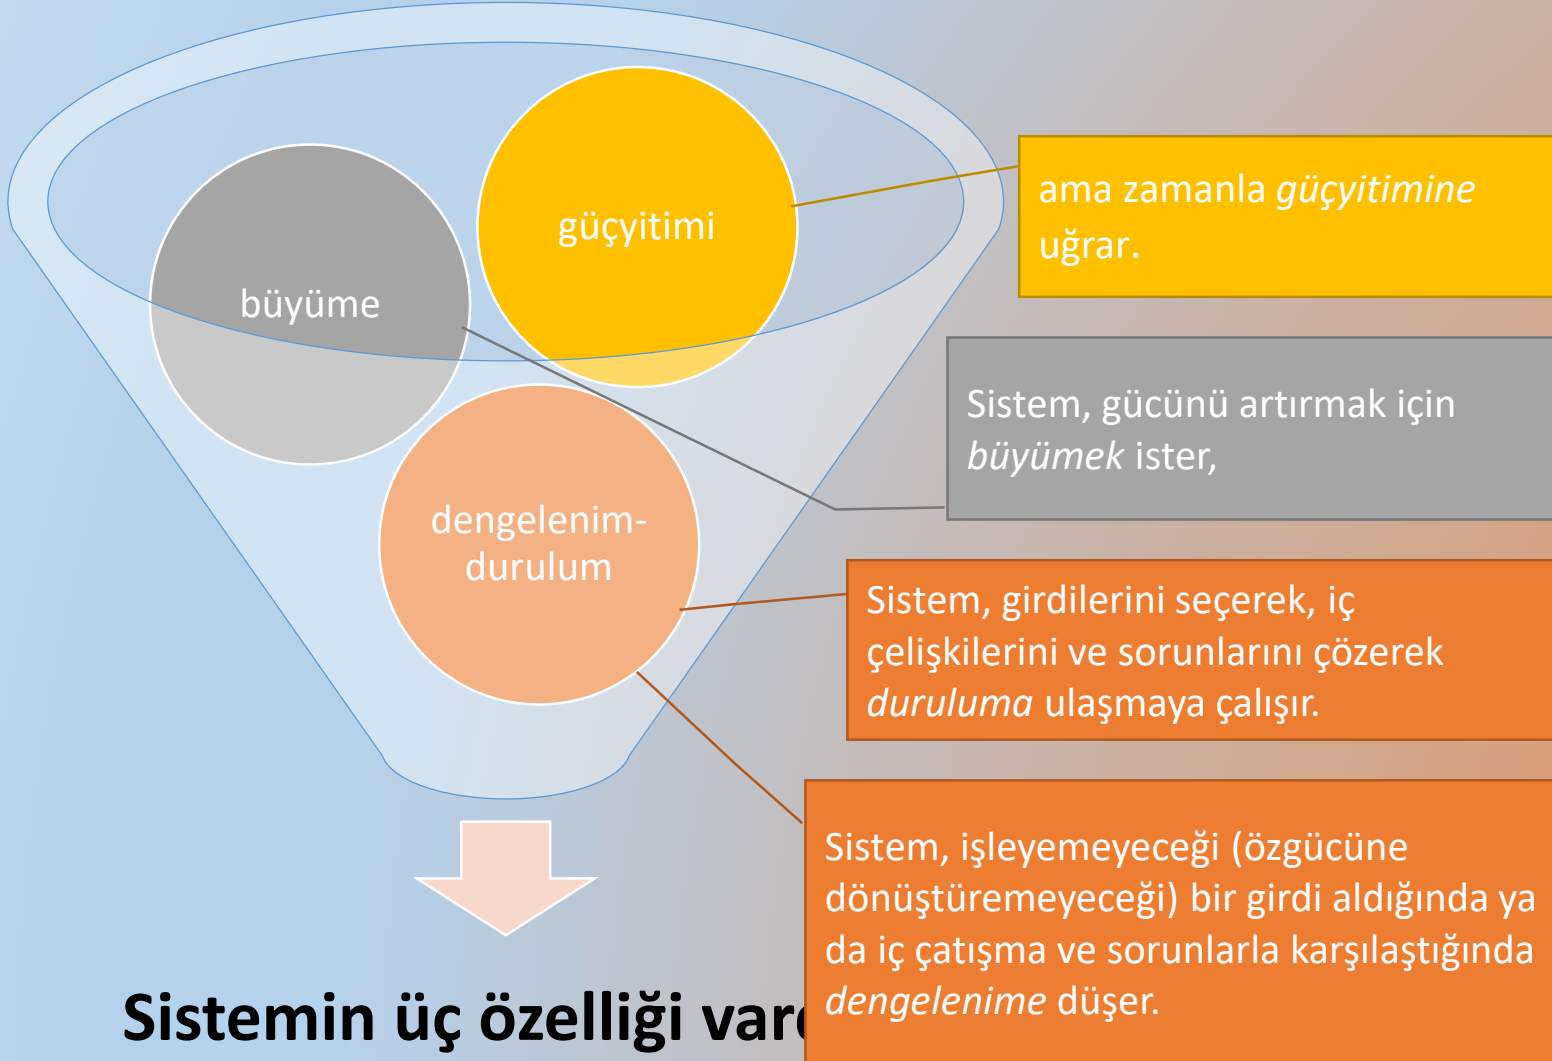 güçyitimi
büyüme
dengelenim-
durulum
ama zamanla güçyitimine
uğrar.
Sistem, gücünü artırmak için
büyümek ister,
Sistem, girdilerini seçerek, iç
çelişkilerini ve sorunlarını çözerek
duruluma ulaşmaya çalışır.
Sistem, işleyemeyeceği (özgücüne
dönüştüremeyeceği) bir girdi aldığında ya
da iç çatışma ve sorunlarla karşılaştığında
dengelenime düşer.
Sistemin üç özelliği